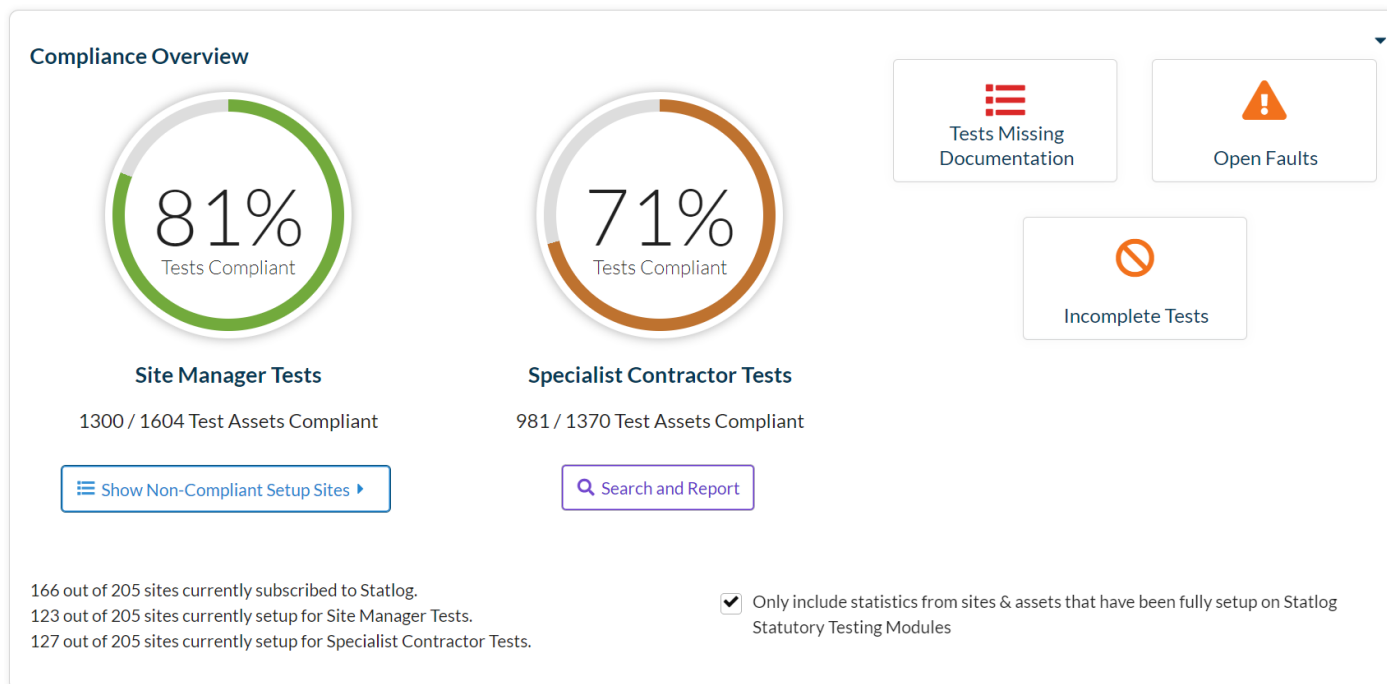 Compliance Overview
81%
Tests Compliant
Site Manager Tests
1300 / 1604 Test Assets Compliant
Show Non-Compliant Setup Sites
71%
Tests Compliant
Specialist Contractor Tests
981 / 1370 Test Assets Compliant
Search and Report
Tests Missing
Documentation
Open Faults
Incomplete Tests
166 out of 205 sites currently subscribed to Statlog.
123 out of 205 sites currently setup for Site Manager Tests.
127 out of 205 sites currently setup for Specialist Contractor Tests.
Only include statistics from sites & assets that have been fully setup on Statlog
Statutory Testing Modules